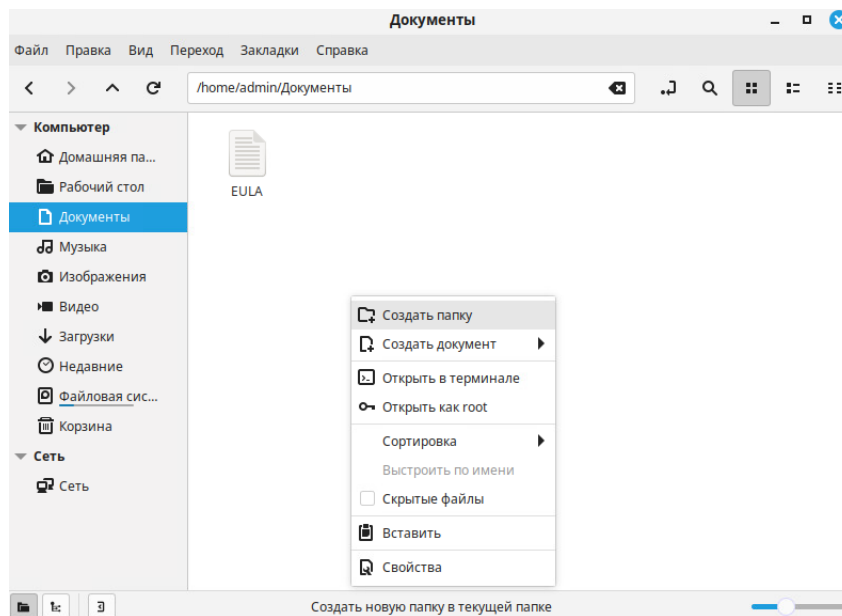 Документы
Файл Правка Вид Переход Закладки Справка
/home/admin/Документы
Компьютер
Домашняя па...
Рабочий стол
Документы
Музыка
Изображения
Видео
Загрузки
Недавние
Файловая сис...
Корзина
Сеть
Сеть
EULA
Создать папку
Создать документ
Открыть в терминале
Открыть как root
Сортировка
Выстроить по имени
Скрытые файлы
Вставить
Свойства
Создать новую папку в текущей папке